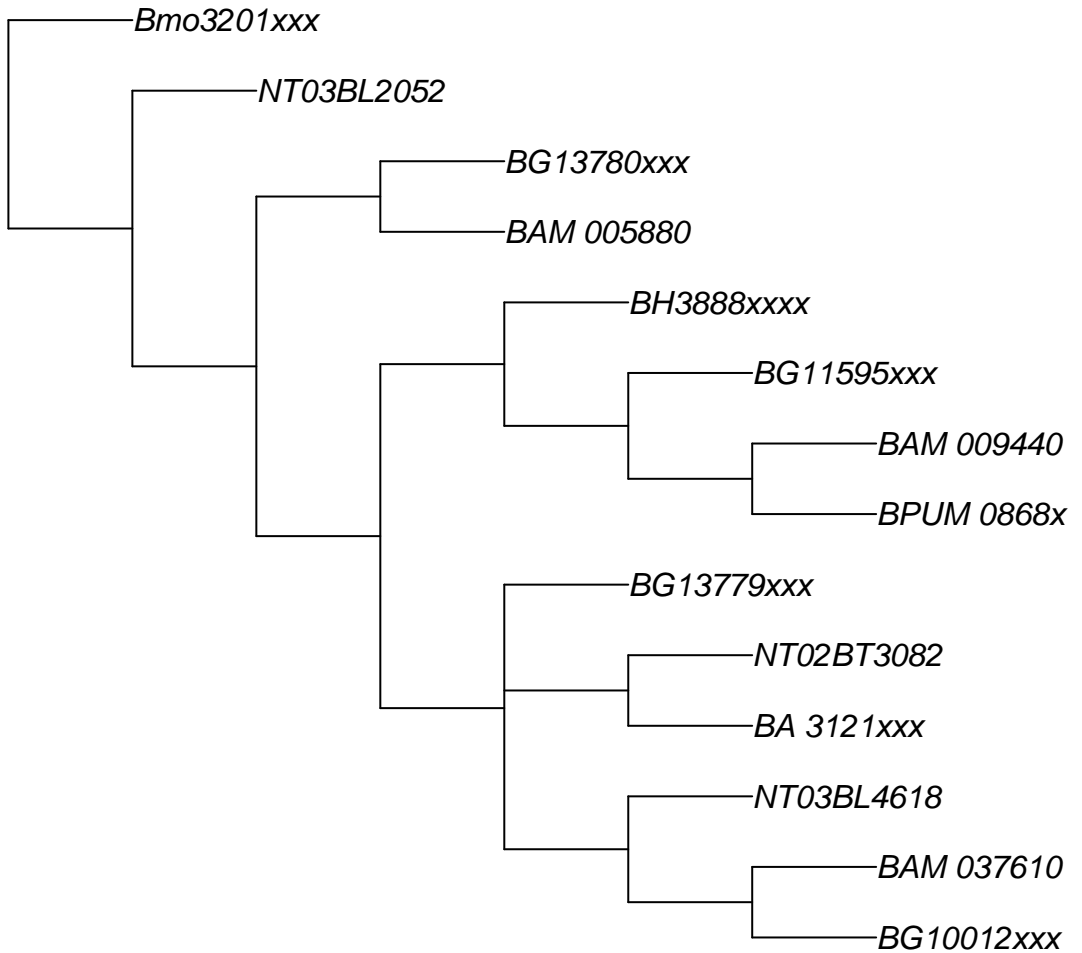 Bmo3201xxx
NT03BL2052
BG13780xxx
BAM 005880
BH3888xxxx
BG11595xxx
BAM 009440
BPUM 0868x
BG13779xxx
NT02BT3082
BA 3121xxx
NT03BL4618
BAM 037610
BG10012xxx